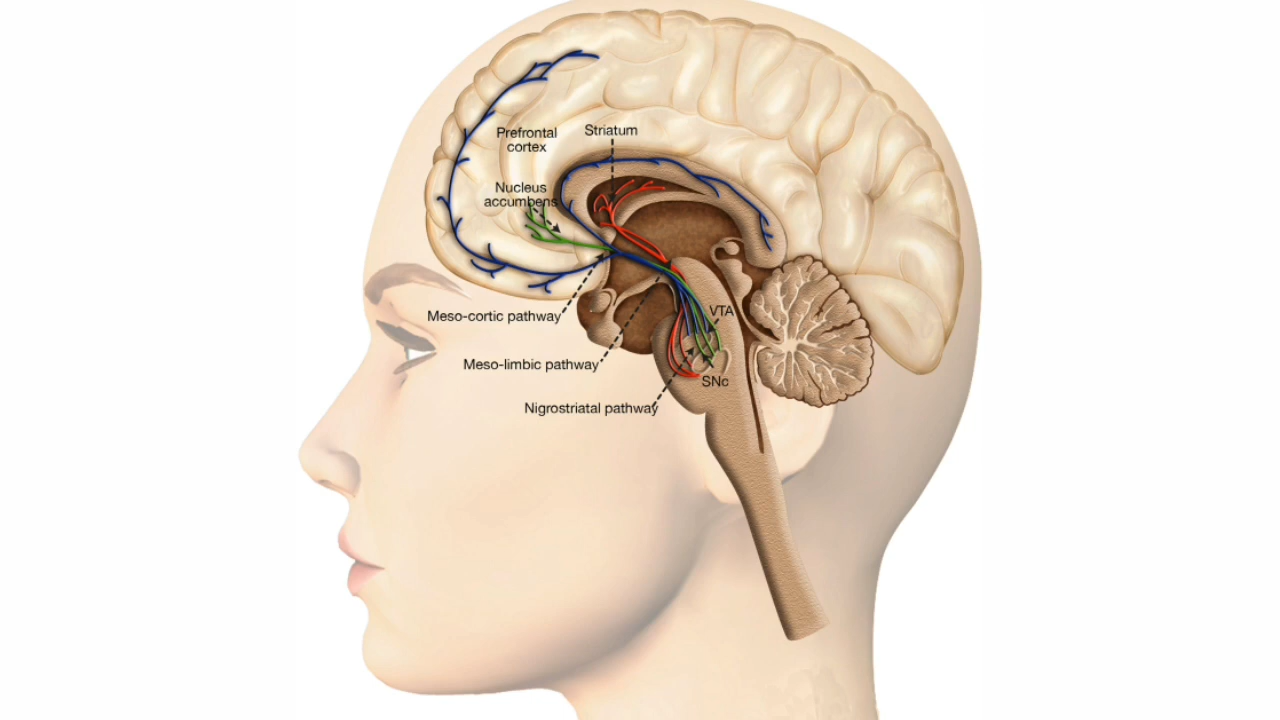 Prefrontal
cortex
Striatum
Nucleus
accumbens
Meso-cortic pathway
VTA
Meso-limbic pathway
SNc
Nigrostriatal pathway